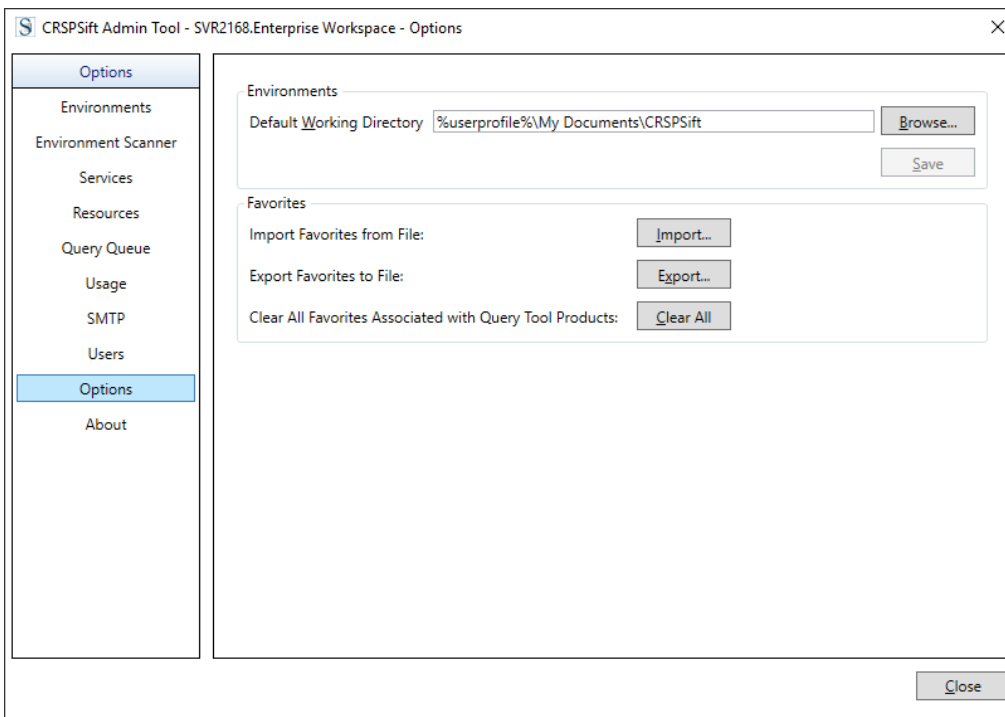 CRSPSift Admin Tool - SVR2168.Enterprise Workspace - Options
Options
Environments
Environment Scanner
Services
Resources
Query Queue
Usage
SMTP
Users
Options
About
Environments
Default Working Directory %userprofile%\My Documents\CRSPSift Browse...
Save
Favorites
Import Favorites from File: Import...
Export Favorites to File: Export...
Clear All Favorites Associated with Query Tool Products: Clear All
Close